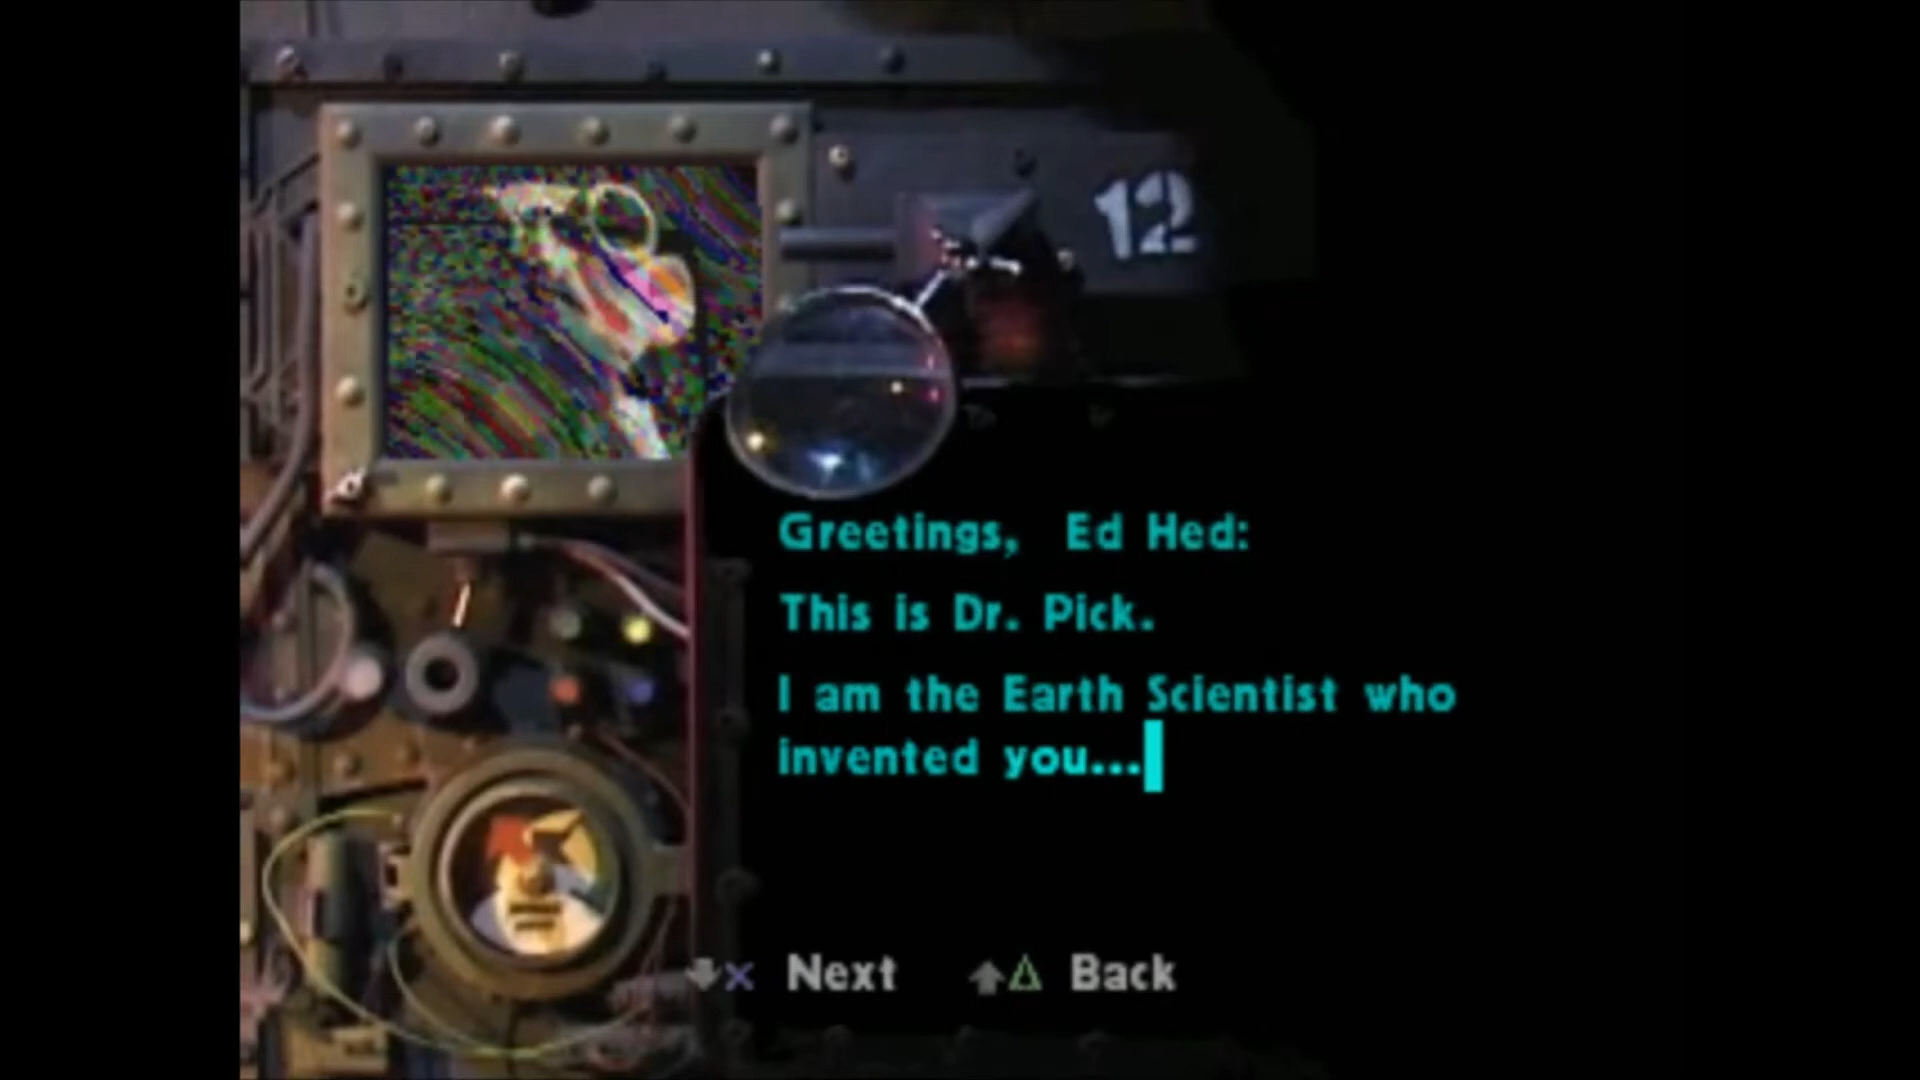 12
Greetings, Ed Hed:
This is Dr. Pick.
I am the Earth Scientist who
invented you...
Next Back